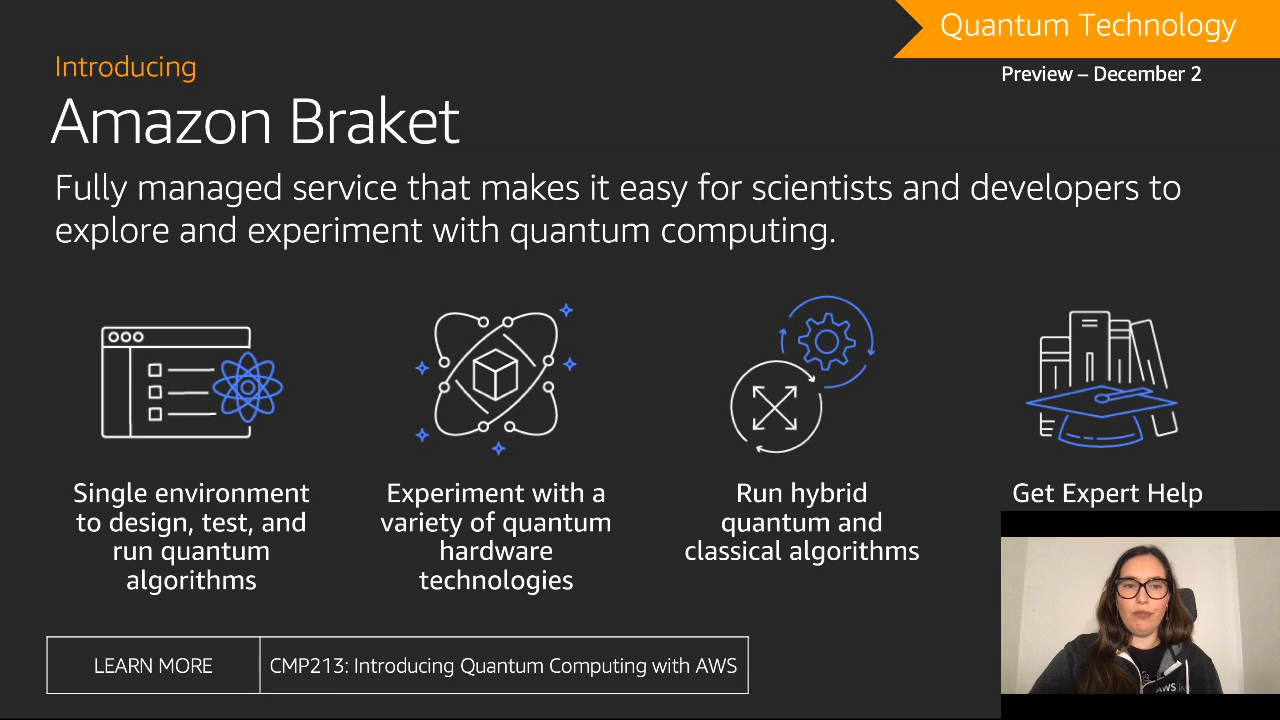 Quantum Technology
Preview – December 2
Introducing
Amazon Braket
Fully managed service that makes it easy for scientists and developers to
explore and experiment with quantum computing.
Single environment
to design, test, and
run quantum
algorithms
Experiment with a
variety of quantum
hardware
technologies
Run hybrid
quantum and
classical algorithms
Get Expert Help
LEARN MORE
CMP213: Introducing Quantum Computing with AWS
AWS